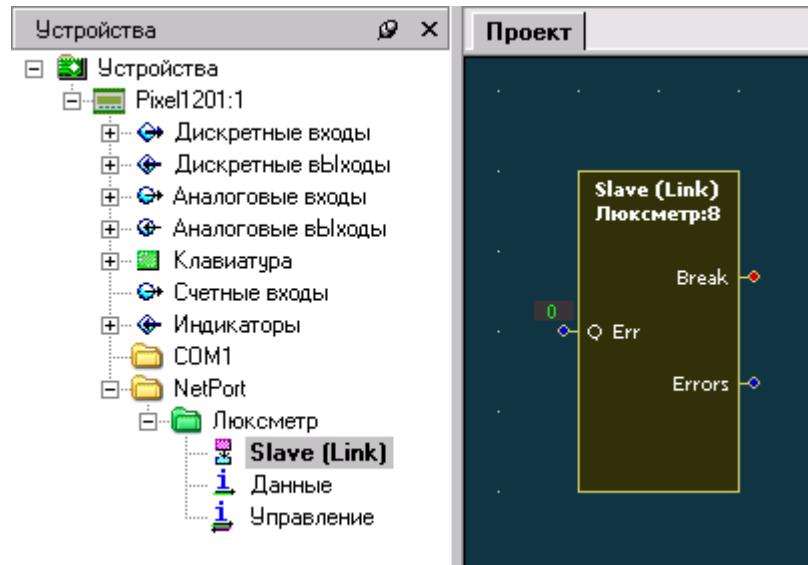 Устройства
Устройства
Pixel1201:1
Дискретные входы
Дискретные вЫходы
Аналоговые входы
Аналоговые вЫходы
Клавиатура
Счетные входы
Индикаторы
COM1
NetPort
Люксметр
Slave (Link)
Данные
Управление
Проект
Slave (Link)
Люксметр:8
Break
0
Err
Errors